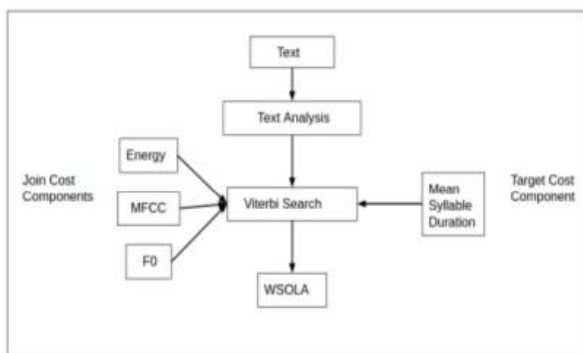 Text
Text Analysis
Energy
Join Cost
Components
MFCC
F0
Viterbi Search
Mean
Syllable
Duration
Target Cost
Component
WSOLA